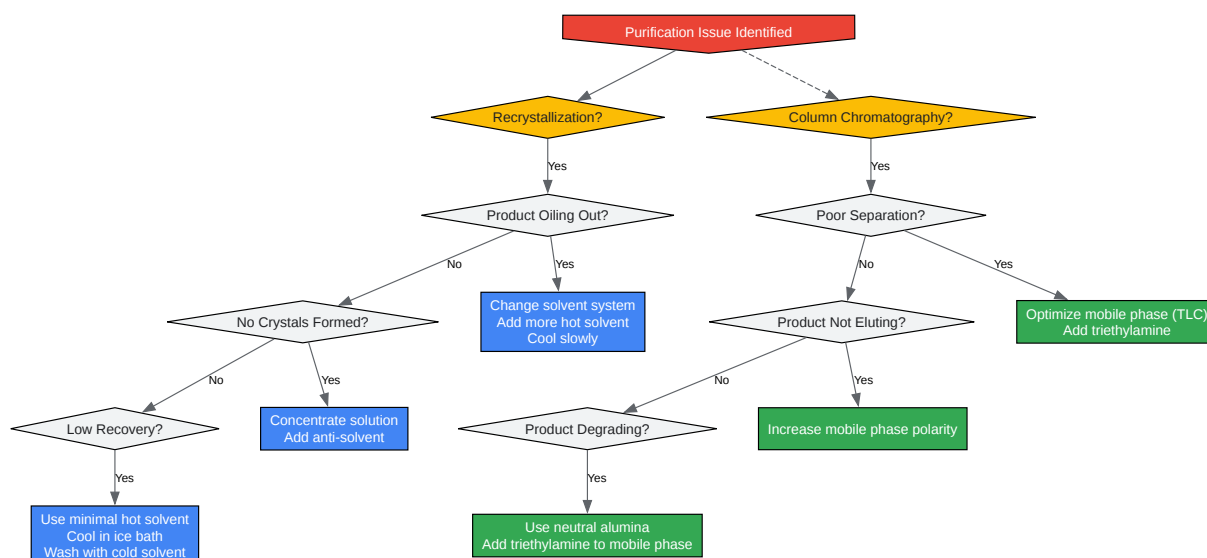 Purification Issue Identified
Recrystallization?
Column Chromatography?
Yes
Yes
Product Oiling Out?
Poor Separation?
No
Yes
No
Yes
No Crystals Formed?
Change solvent system
Add more hot solvent
Cool slowly
Product Not Eluting?
Optimize mobile phase (TLC)
Add triethylamine
No
Yes
No
Yes
Low Recovery?
Concentrate solution
Add anti-solvent
Product Degrading?
Increase mobile phase polarity
Yes
Yes
Use minimal hot solvent
Cool in ice bath
Wash with cold solvent
Use neutral alumina
Add triethylamine to mobile phase